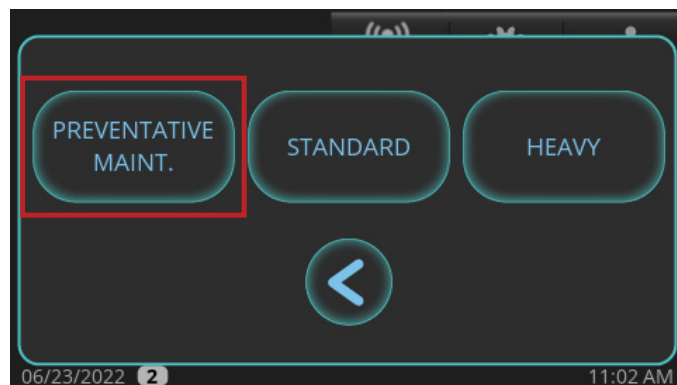 PREVENTATIVE
MAINT.
STANDARD
HEAVY
06/23/2022 2
11:02 AM